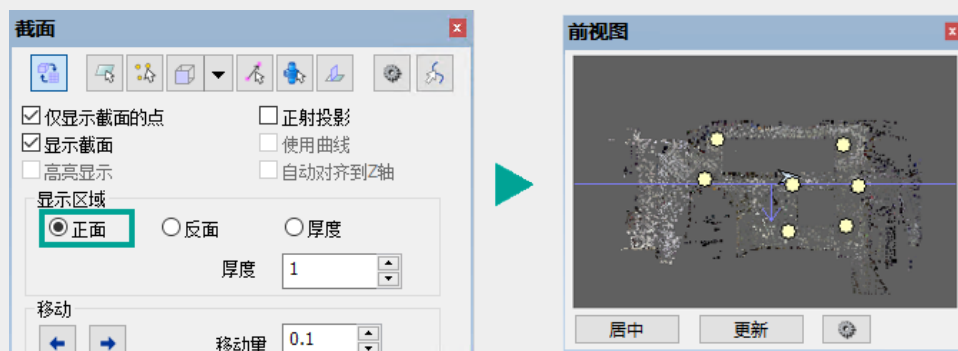 截面
仅显示截面的点
正射投影
显示截面
使用曲线
高亮显示
自动对齐到Z轴
显示区域
正面
反面
厚度
厚度
1
移动
移动量
0.1
前视图
居中
更新